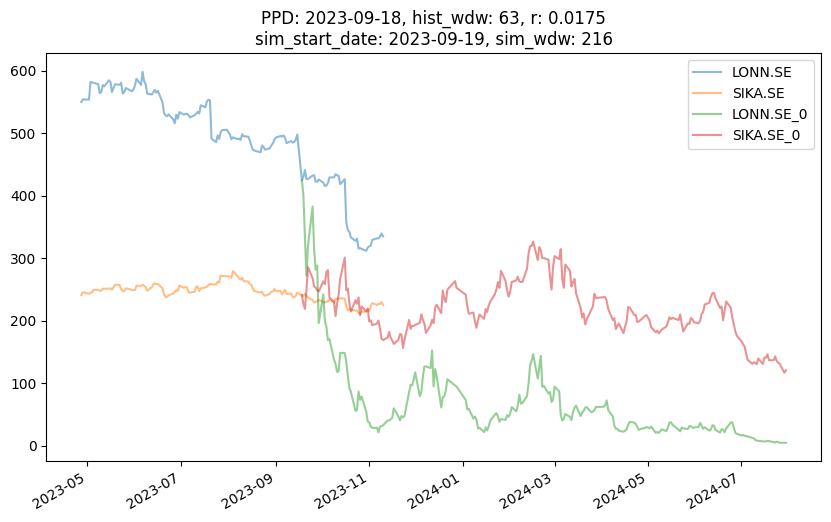 PPD: 2023-09-18, hist_wdw: 63, r: 0.0175
sim_start_date: 2023-09-19, sim_wdw: 216
LONN.SE
SIKA.SE
LONN.SE_0
SIKA.SE_0
600
500
400
300
200
100
0
2023-05
2023-07
2023-09
2023-11
2024-01
2024-03
2024-05
2024-07